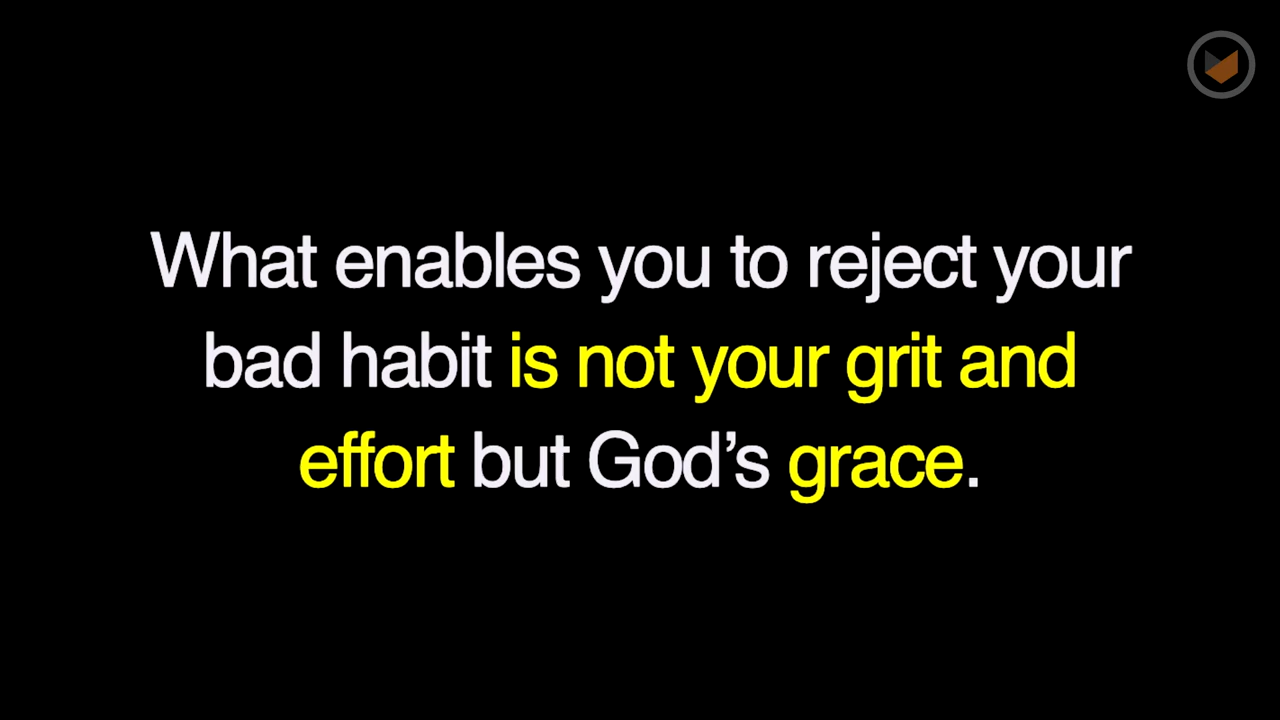 What enables you to reject your
bad habit is not your grit and
effort but God’s grace.